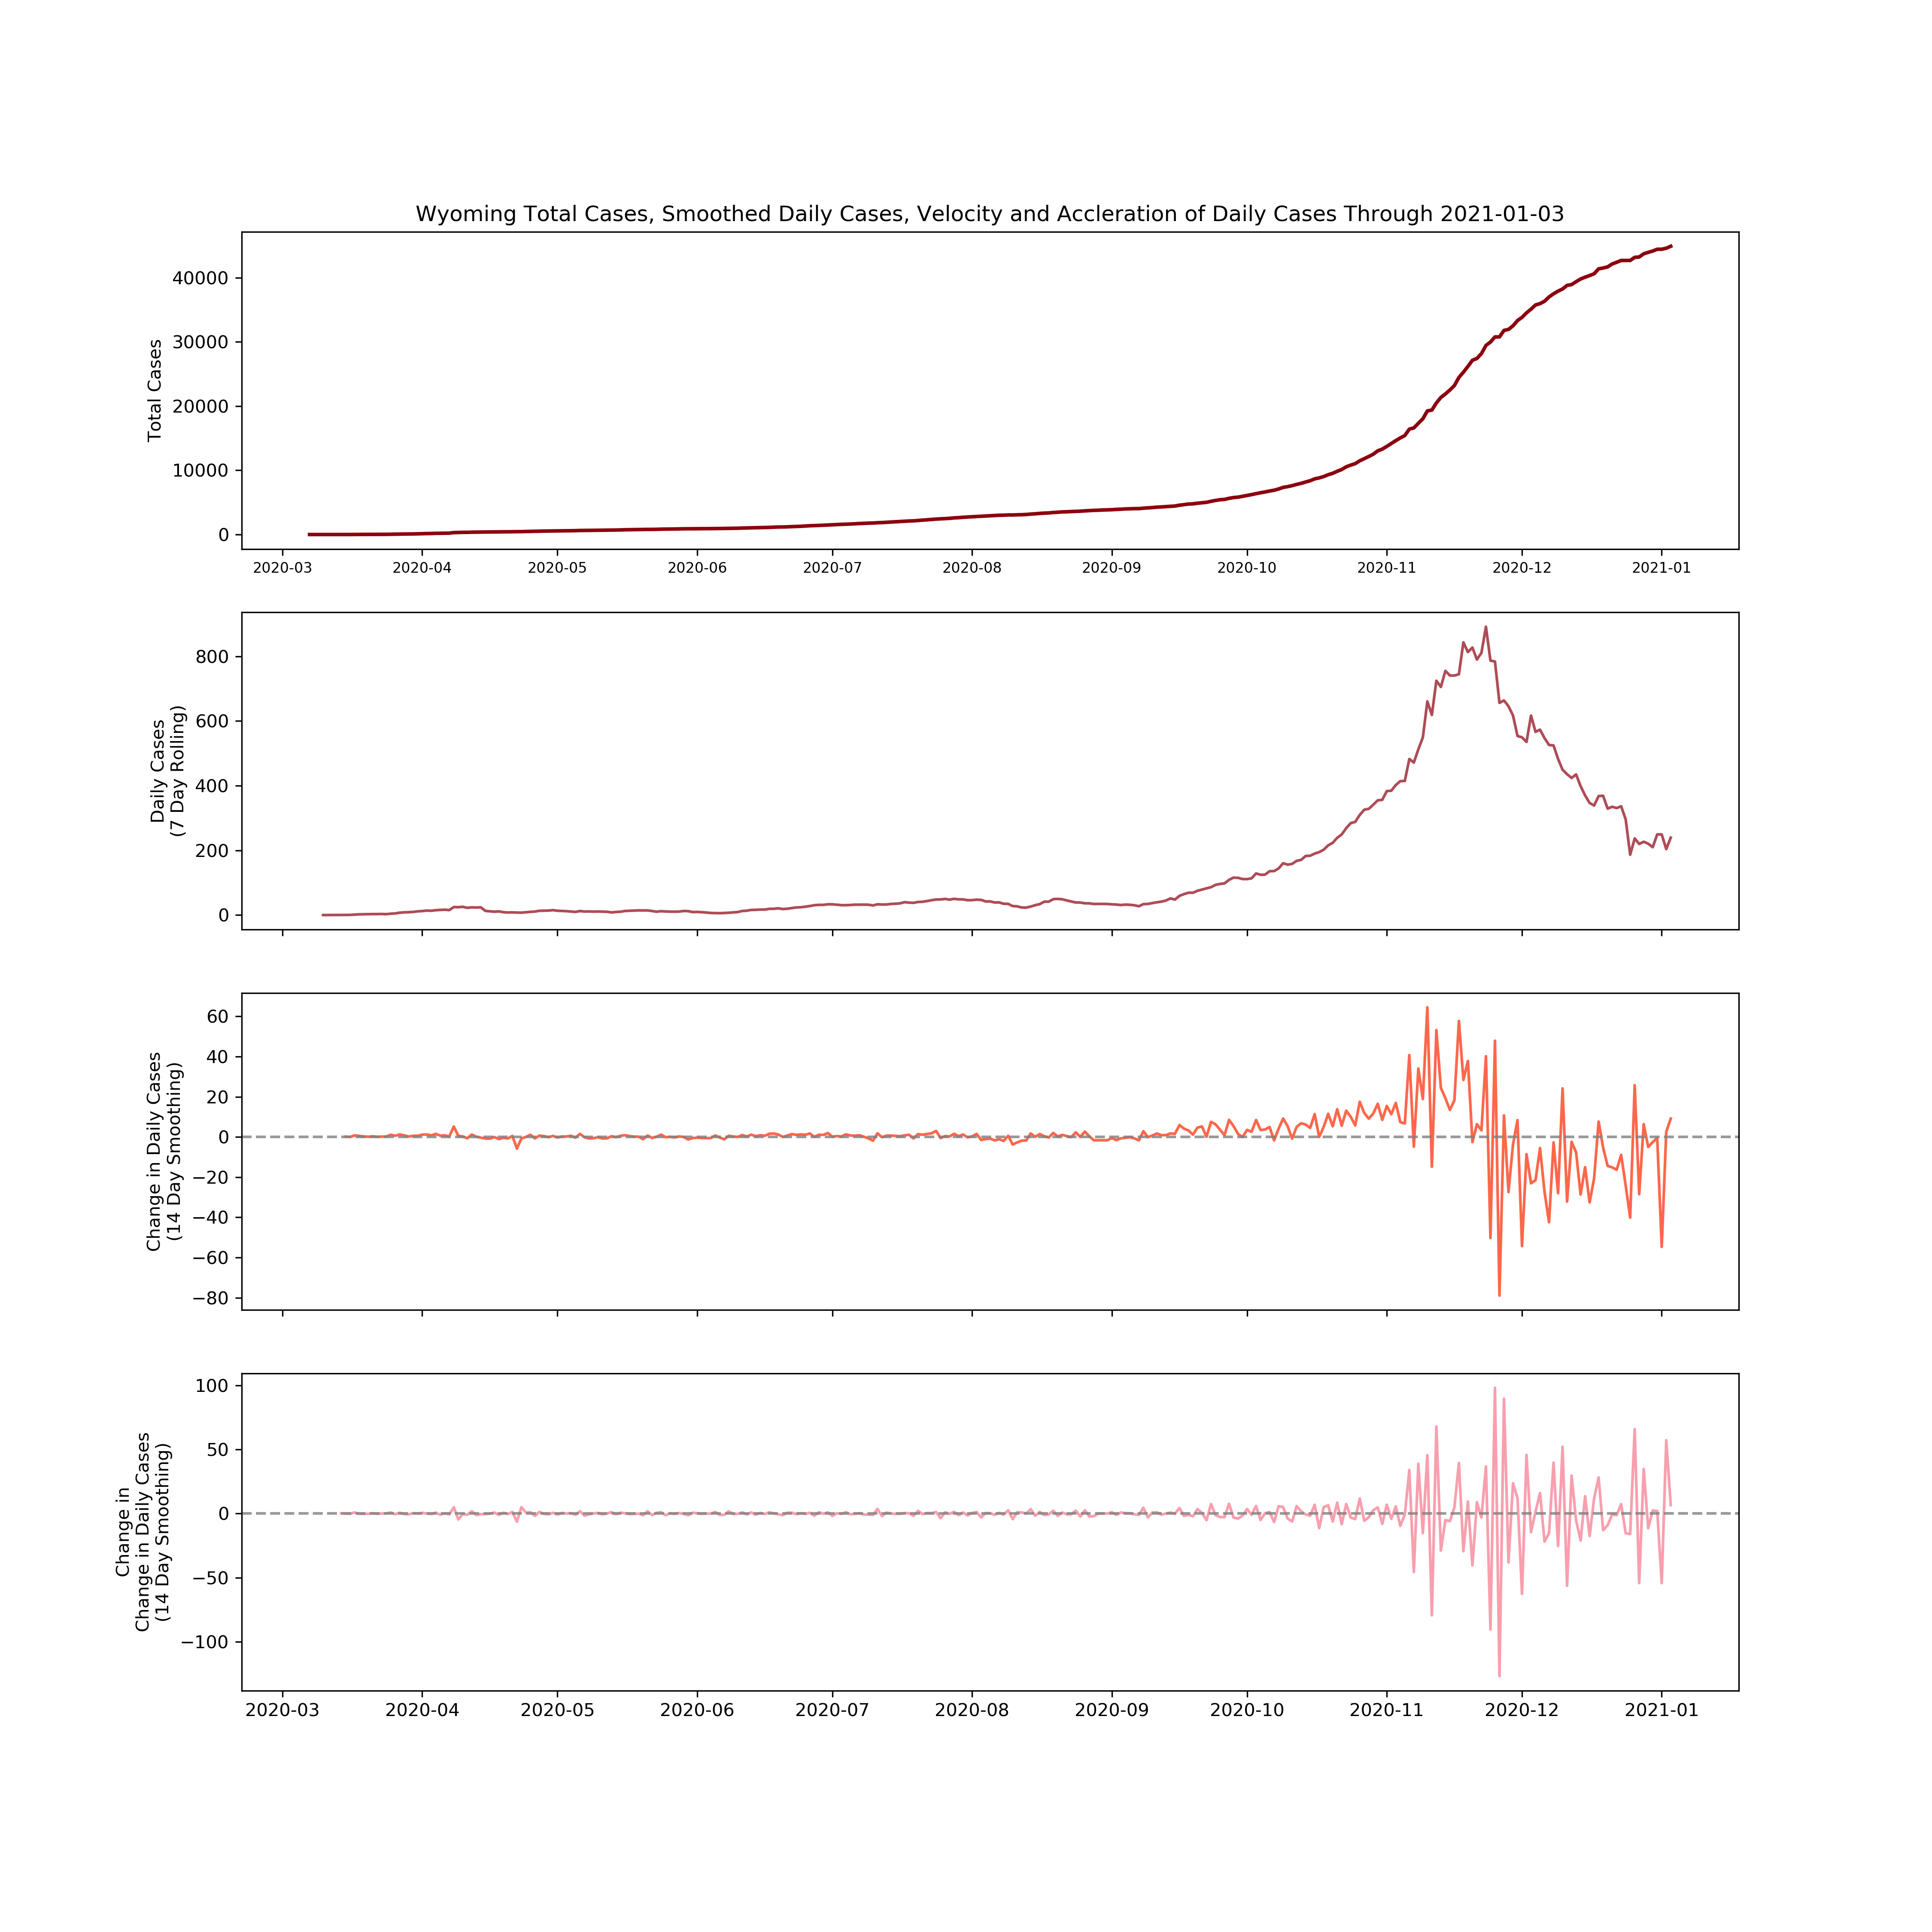 Wyoming Total Cases, Smoothed Daily Cases, Velocity and Accleration of Daily Cases Through 2021-01-03
Total Cases
40000
30000
20000
10000
0
2020-03 2020-04 2020-05 2020-06 2020-07 2020-08 2020-09 2020-10 2020-11 2020-12 2021-01
Daily Cases
(7 Day Rolling)
800
600
400
200
0
Change in Daily Cases
(14 Day Smoothing)
60
40
20
0
−20
−40
−60
−80
Change in
Change in Daily Cases
(14 Day Smoothing)
100
50
0
−50
−100
2020-03 2020-04 2020-05 2020-06 2020-07 2020-08 2020-09 2020-10 2020-11 2020-12 2021-01